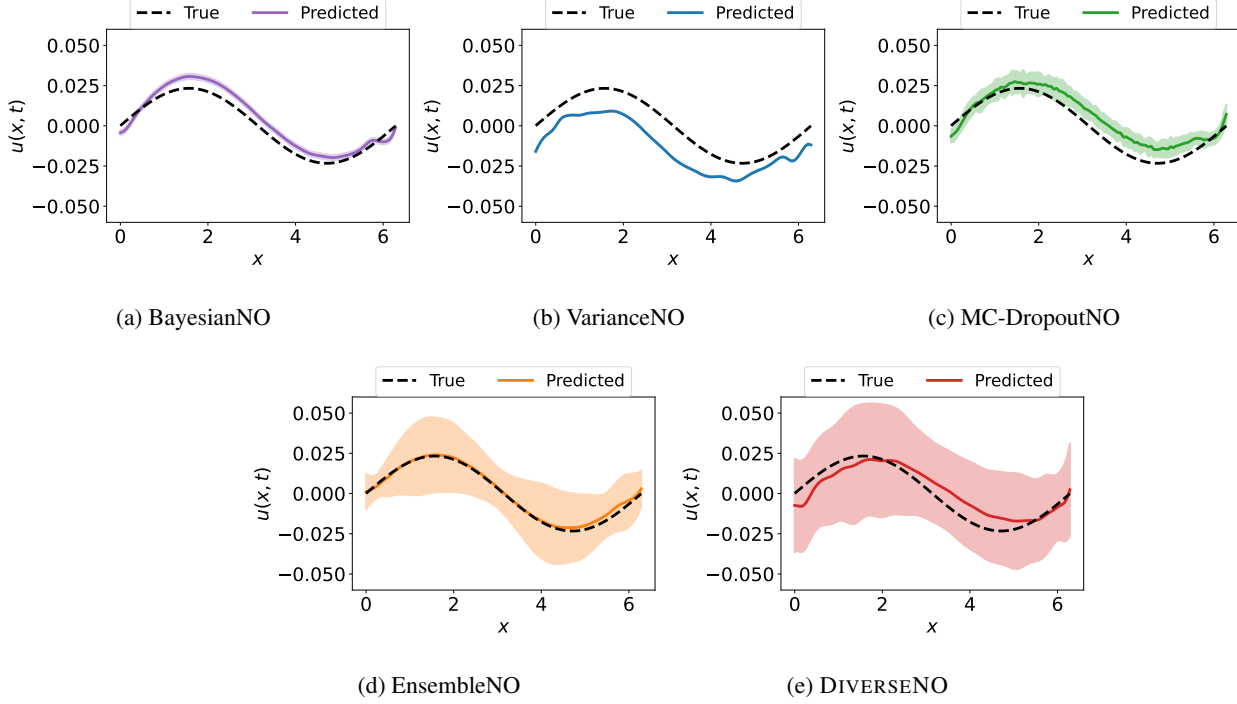 True Predicted
0.050
0.025
0.000
−0.025
−0.050
u(x, t)
0 2 4 6
x
(a) BayesianNO
True Predicted
0.050
0.025
0.000
−0.025
−0.050
u(x, t)
0 2 4 6
x
(b) VarianceNO
True Predicted
0.050
0.025
0.000
−0.025
−0.050
u(x, t)
0 2 4 6
x
(c) MC-DropoutNO
True Predicted
0.050
0.025
0.000
−0.025
−0.050
u(x, t)
0 2 4 6
x
(d) EnsembleNO
True Predicted
0.050
0.025
0.000
−0.025
−0.050
u(x, t)
0 2 4 6
x
(e) DIVERSENO